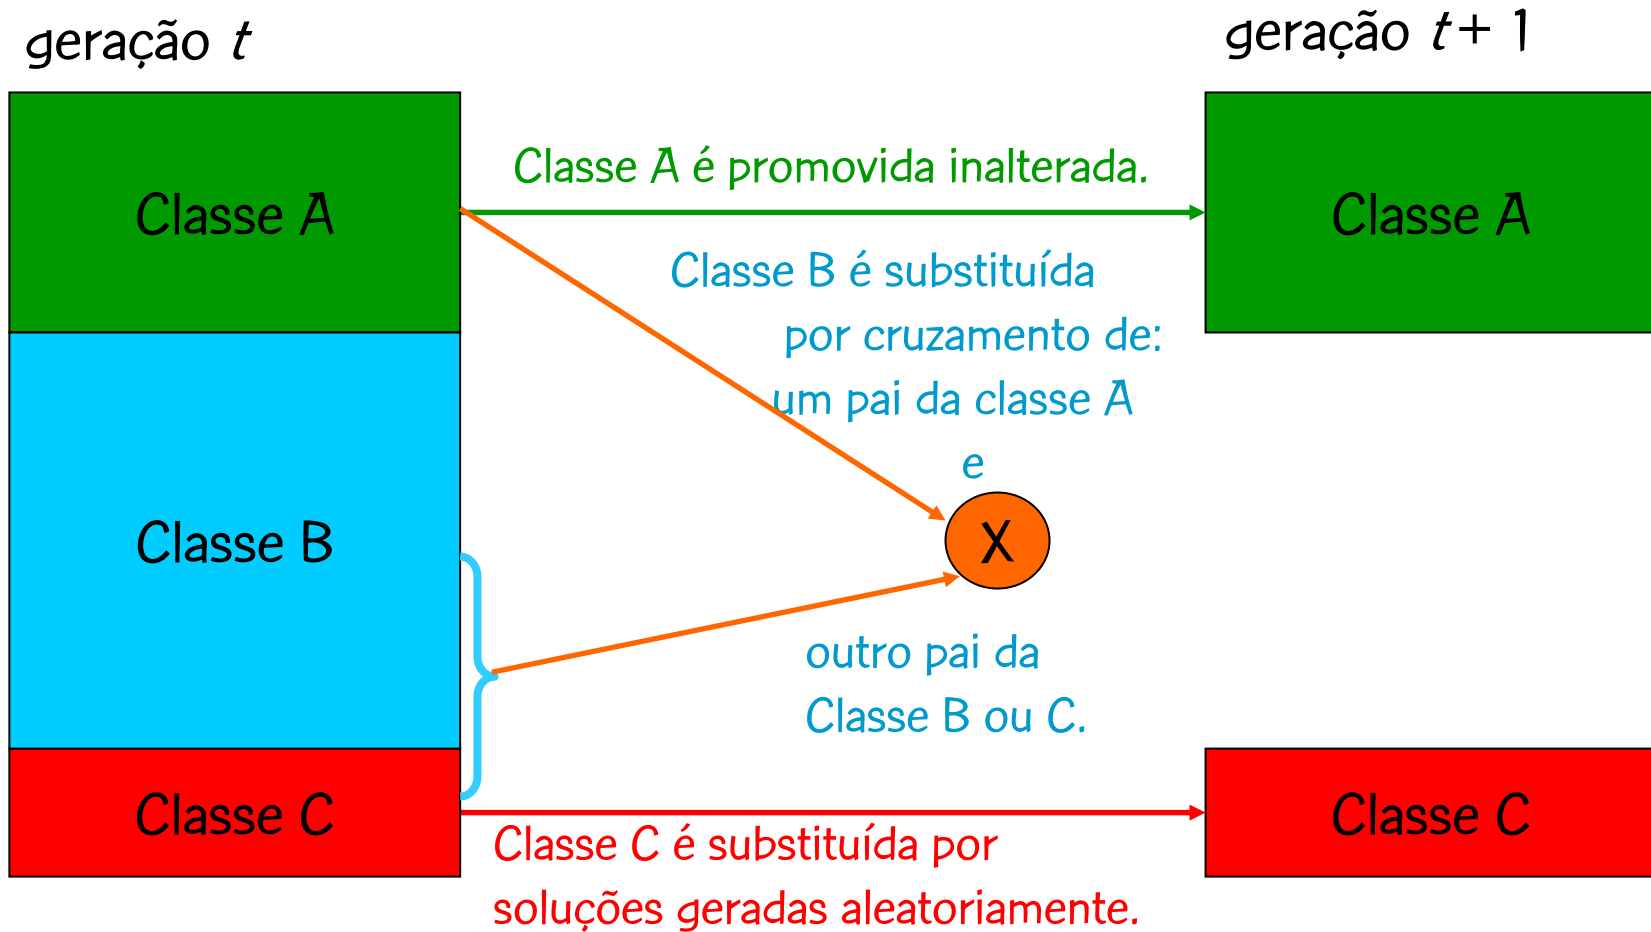 geração t
geração t + 1
Classe A
Classe A é promovida inalterada.
Classe A
Classe B é substituída
por cruzamento de:
um pai da classe A
e
X
Classe B
outro pai da
Classe B ou C.
Classe C
Classe C
Classe C é substituída por
soluções geradas aleatoriamente.